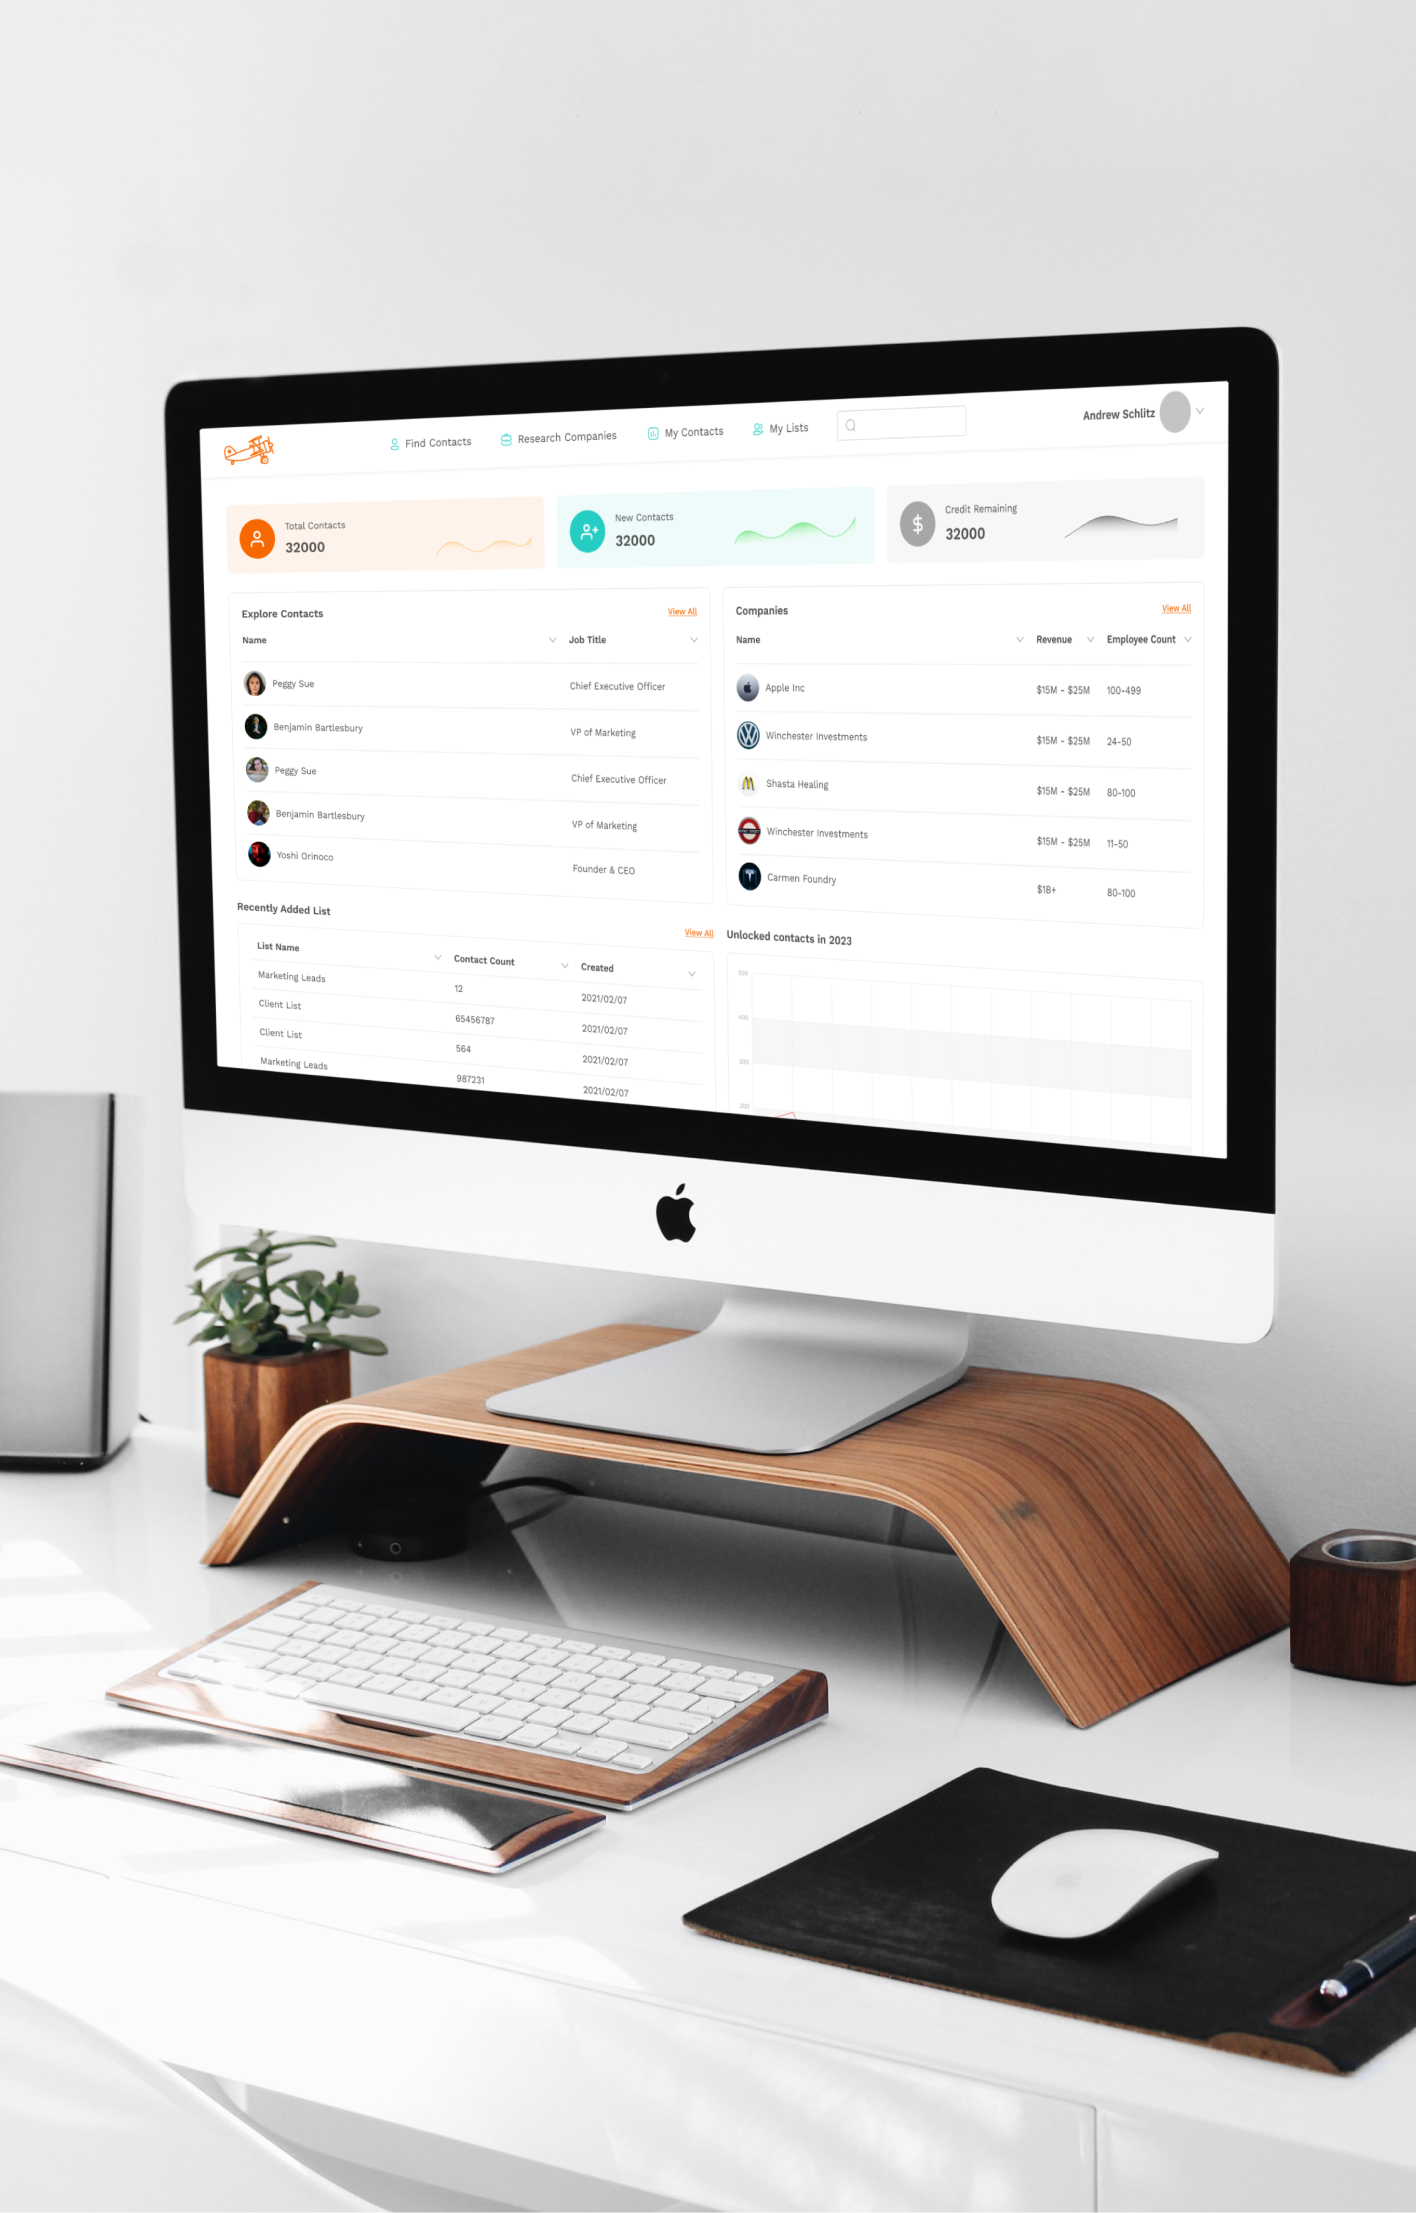 Find Contacts
Research Companies
My Contacts
My Lists
Andrew Schlitz
Total Contacts
32000
New Contacts
32000
Credit Remaining
32000
Explore Contacts
View All
Name
Job Title
Peggy Sue
Chief Executive Officer
Benjamin Bartlesbury
VP of Marketing
Peggy Sue
Chief Executive Officer
Benjamin Bartlesbury
VP of Marketing
Yoshi Orinoco
Founder & CEO
Companies
View All
Name
Revenue
Employee Count
Apple Inc
$15M - $25M
100-499
Winchester Investments
$15M - $25M
24-50
Shasta Healing
$15M - $25M
80-100
Winchester Investments
$15M - $25M
11-50
Carmen Foundry
$1B+
80-100
Recently Added List
View All
List Name
Contact Count
Created
Marketing Leads
12
2021/02/07
Client List
65456787
2021/02/07
Client List
564
2021/02/07
Marketing Leads
987231
2021/02/07
Unlocked contacts in 2023
500
400
300
200